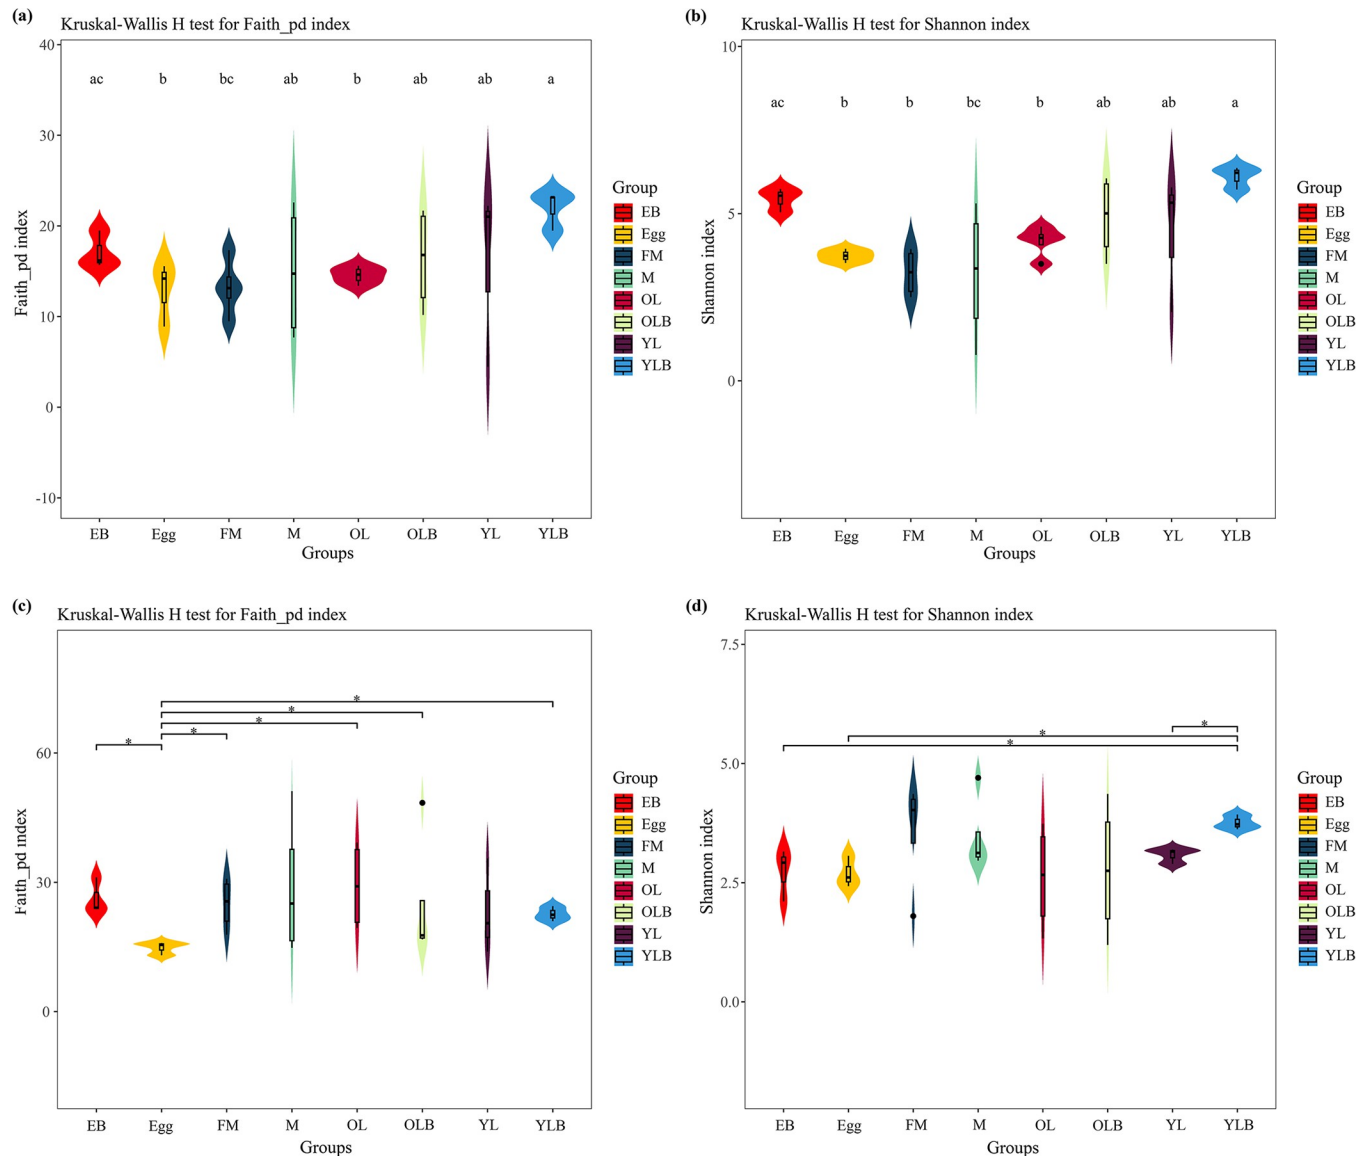 (a)
Kruskal-Wallis H test for Faith_pd index
40
30
20
10
0
-10
Faith_pd index
ac b bc ab b ab ab a
EB Egg FM M OL OLB YL YLB
Groups
Group
EB
Egg
FM
M
OL
OLB
YL
YLB
(b)
Kruskal-Wallis H test for Shannon index
10
5
0
Shannon index
ac b b bc b ab ab a
EB Egg FM M OL OLB YL YLB
Groups
Group
EB
Egg
FM
M
OL
OLB
YL
YLB
(c)
Kruskal-Wallis H test for Faith_pd index
60
30
0
Faith_pd index
*
*
*
*
*
EB Egg FM M OL OLB YL YLB
Groups
Group
EB
Egg
FM
M
OL
OLB
YL
YLB
(d)
Kruskal-Wallis H test for Shannon index
7.5
5.0
2.5
0.0
Shannon index
*
*
*
EB Egg FM M OL OLB YL YLB
Groups
Group
EB
Egg
FM
M
OL
OLB
YL
YLB